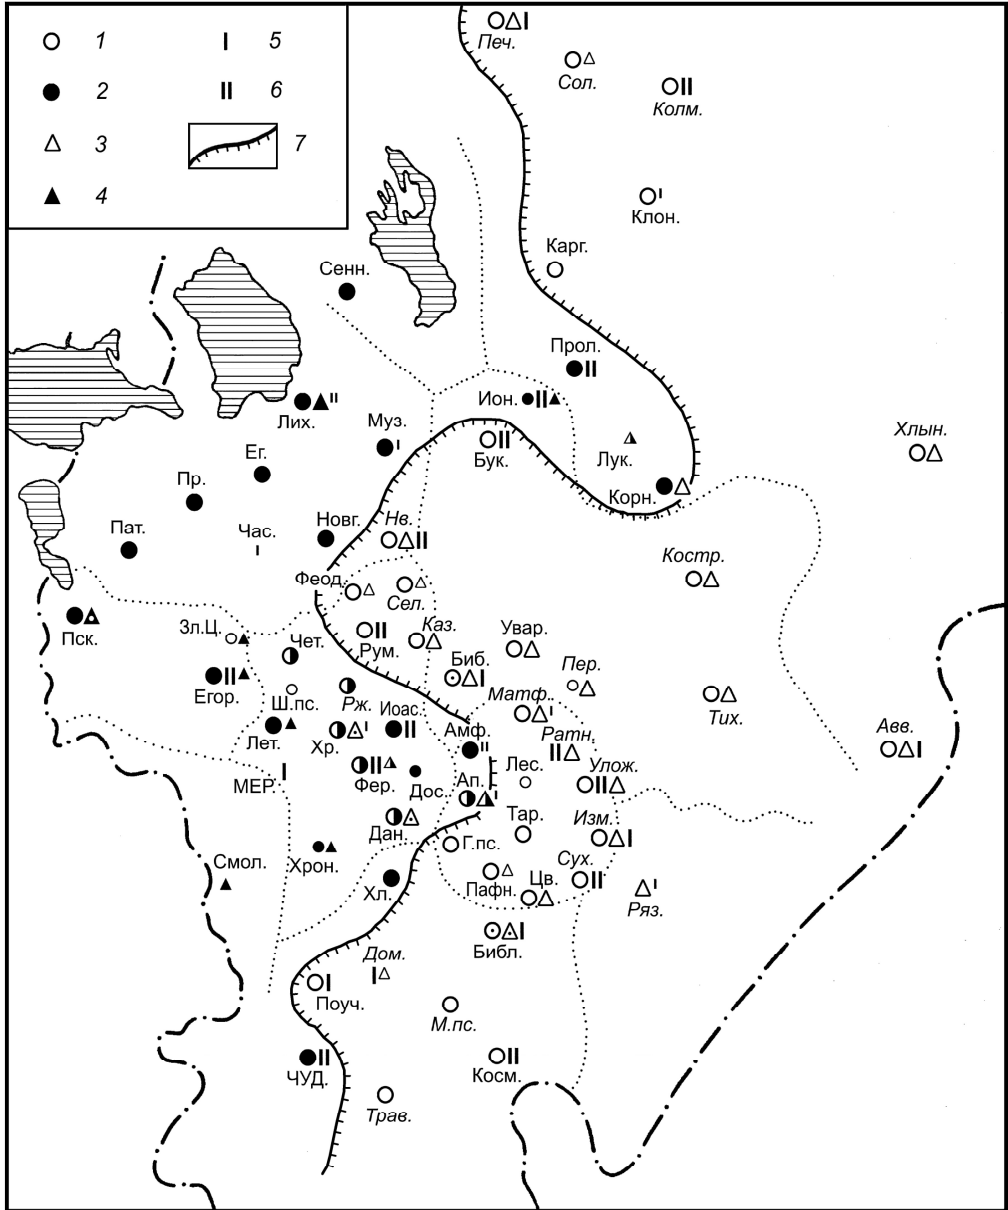 1
5
2
6
3
7
4
Печ.
Сол.
Колм.
Клон.
Карг.
Сенн.
Прол.
Ион.
Лих.
Муз.
Бук.
Лук.
Хлын.
Ег.
Пр.
Корн.
Новг.
Нв.
Пат.
Час.
Костр.
Феод.
Сел.
Пск.
Зл.Ц.
Чет.
Рум.
Каз.
Увар.
Биб.
Пер.
Егор.
Ш.пс.
Рж.
Матф.
Тих.
Лет.
Хр.
Иоас.
Амф.
Ратн.
Авв.
МЕР.
Фер.
Дос.
Ап.
Лес.
Улож.
Дан.
Г.пс.
Тар.
Изм.
Смол.
Хрон.
Хл.
Пафн.
Цв.
Сух.
Ряз.
Библ.
Дом.
Поуч.
М.пс.
ЧУД.
Косм.
Трав.